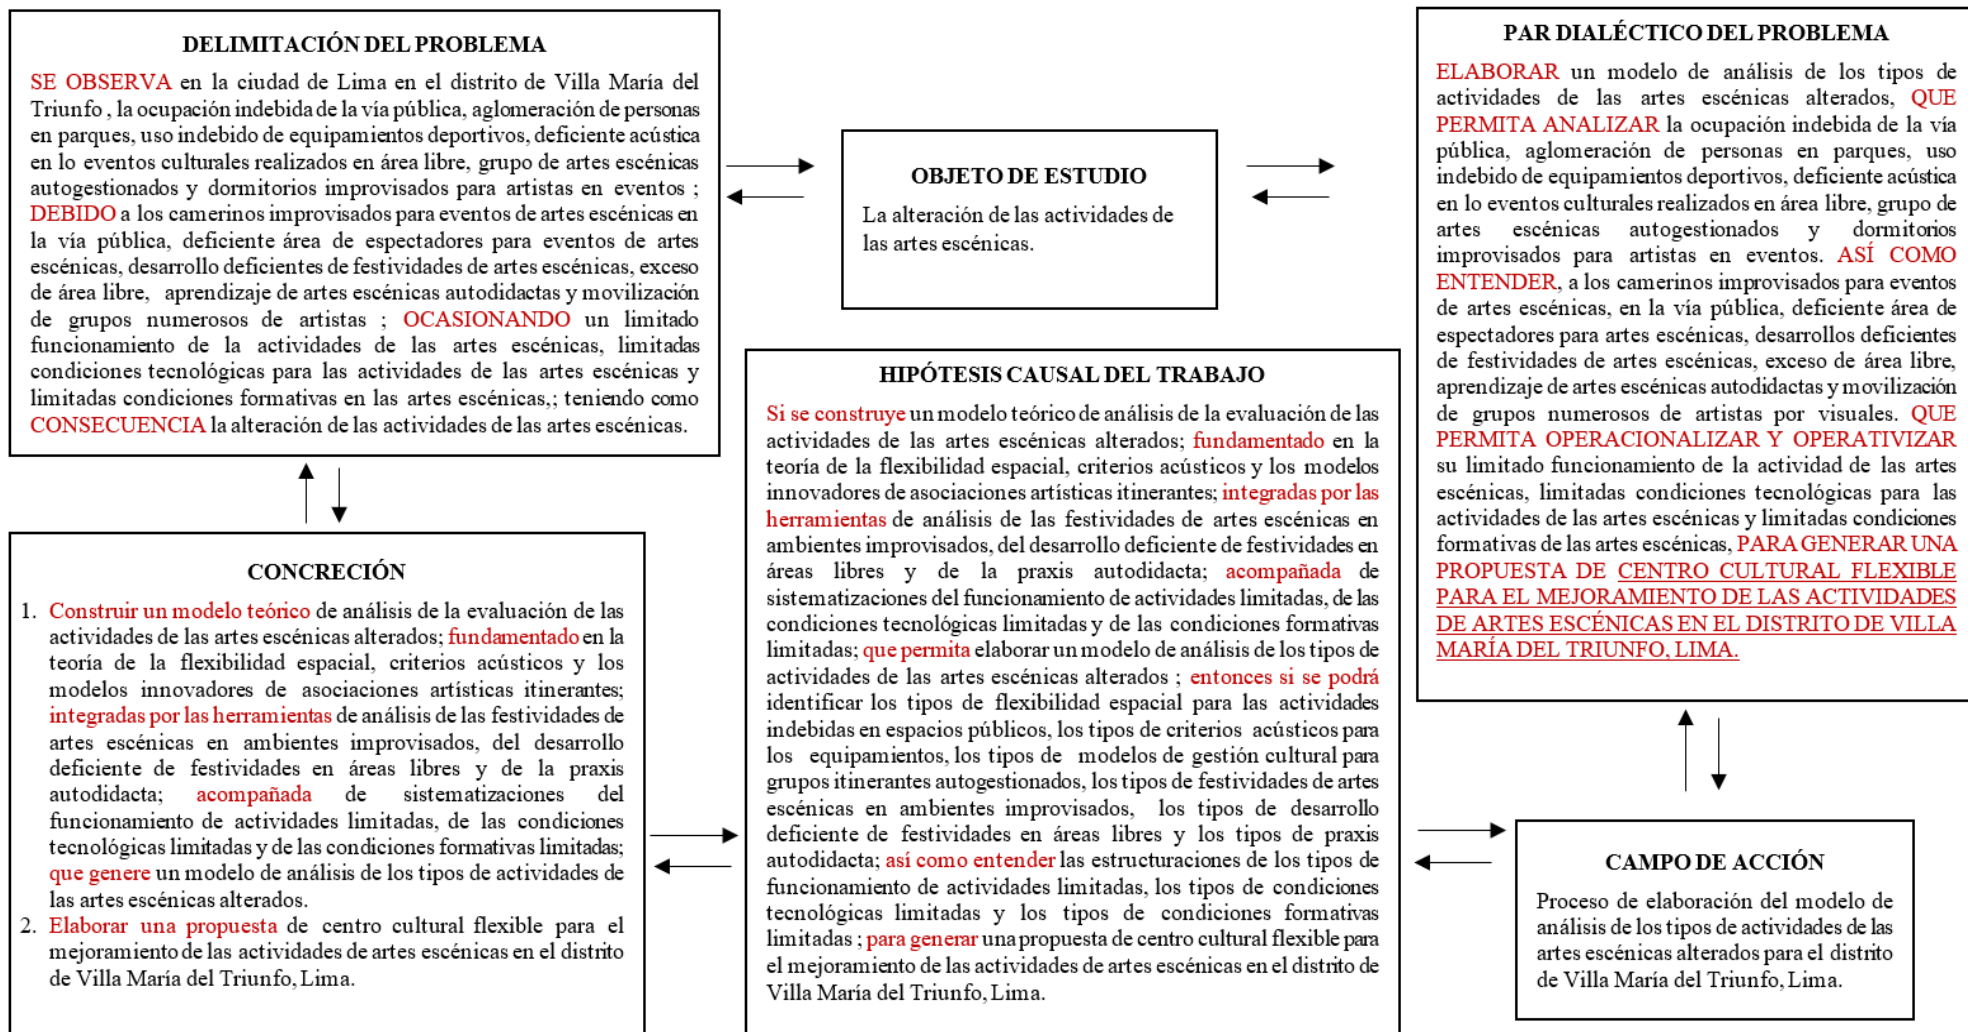 DELIMITACIÓN DEL PROBLEMA
SE OBSERVA en la ciudad de Lima en el distrito de Villa María del
Triunfo , la ocupación indebida de la vía pública, aglomeración de personas
en parques, uso indebido de equipamientos deportivos, deficiente acústica
en lo eventos culturales realizados en área libre, grupo de artes escénicas
autogestionados y dormitorios improvisados para artistas en eventos ;
DEBIDO a los camerinos improvisados para eventos de artes escénicas en
la vía pública, deficiente área de espectadores para eventos de artes
escénicas, desarrollo deficientes de festividades de artes escénicas, exceso
de área libre, aprendizaje de artes escénicas autodidactas y movilización
de grupos numerosos de artistas ; OCASIONANDO un limitado
funcionamiento de la actividades de las artes escénicas, limitadas
condiciones tecnológicas para las actividades de las artes escénicas y
limitadas condiciones formativas en las artes escénicas,; teniendo como
CONSECUENCIA la alteración de las actividades de las artes escénicas.
OBJETO DE ESTUDIO
La alteración de las actividades de
las artes escénicas.
PAR DIALÉCTICO DEL PROBLEMA
ELABORAR un modelo de análisis de los tipos de
actividades de las artes escénicas alterados, QUE
PERMITA ANALIZAR la ocupación indebida de la vía
pública, aglomeración de personas en parques, uso
indebido de equipamientos deportivos, deficiente acústica
en lo eventos culturales realizados en área libre, grupo de
artes escénicas autogestionados y dormitorios
improvisados para artistas en eventos. ASÍ COMO
ENTENDER, a los camerinos improvisados para eventos
de artes escénicas, en la vía pública, deficiente área de
espectadores para artes escénicas, desarrollos deficientes
de festividades de artes escénicas, exceso de área libre,
aprendizaje de artes escénicas autodidactas y movilización
de grupos numerosos de artistas por visuales. QUE
PERMITA OPERACIONALIZAR Y OPERATIVIZAR
su limitado funcionamiento de la actividad de las artes
escénicas, limitadas condiciones tecnológicas para las
actividades de las artes escénicas y limitadas condiciones
formativas de las artes escénicas, PARA GENERAR UNA
PROPUESTA DE CENTRO CULTURAL FLEXIBLE
PARA EL MEJORAMIENTO DE LAS ACTIVIDADES
DE ARTES ESCÉNICAS EN EL DISTRITO DE VILLA
MARÍA DEL TRIUNFO, LIMA.
CONCRECIÓN
1. Construir un modelo teórico de análisis de la evaluación de las
actividades de las artes escénicas alterados; fundamentado en la
teoría de la flexibilidad espacial, criterios acústicos y los
modelos innovadores de asociaciones artísticas itinerantes;
integradas por las herramientas de análisis de las festividades de
artes escénicas en ambientes improvisados, del desarrollo
deficiente de festividades en áreas libres y de la praxis
autodidacta; acompañada de sistematizaciones del
funcionamiento de actividades limitadas, de las condiciones
tecnológicas limitadas y de las condiciones formativas limitadas;
que genere un modelo de análisis de los tipos de actividades de
las artes escénicas alterados.
2. Elaborar una propuesta de centro cultural flexible para el
mejoramiento de las actividades de artes escénicas en el distrito
de Villa María del Triunfo, Lima.
HIPÓTESIS CAUSAL DEL TRABAJO
Si se construye un modelo teórico de análisis de la evaluación de las
actividades de las artes escénicas alterados; fundamentado en la
teoría de la flexibilidad espacial, criterios acústicos y los modelos
innovadores de asociaciones artísticas itinerantes; integradas por las
herramientas de análisis de las festividades de artes escénicas en
ambientes improvisados, del desarrollo deficiente de festividades en
áreas libres y de la praxis autodidacta; acompañada de
sistematizaciones del funcionamiento de actividades limitadas, de las
condiciones tecnológicas limitadas y de las condiciones formativas
limitadas; que permita elaborar un modelo de análisis de los tipos de
actividades de las artes escénicas alterados ; entonces si se podrá
identificar los tipos de flexibilidad espacial para las actividades
indebidas en espacios públicos, los tipos de criterios acústicos para
los equipamientos, los tipos de modelos de gestión cultural para
grupos itinerantes autogestionados, los tipos de festividades de artes
escénicas en ambientes improvisados, los tipos de desarrollo
deficiente de festividades en áreas libres y los tipos de praxis
autodidacta; así como entender las estructuraciones de los tipos de
funcionamiento de actividades limitadas, los tipos de condiciones
tecnológicas limitadas y los tipos de condiciones formativas
limitadas ; para generar una propuesta de centro cultural flexible para
el mejoramiento de las actividades de artes escénicas en el distrito de
Villa María del Triunfo, Lima.
CAMPO DE ACCIÓN
Proceso de elaboración del modelo de
análisis de los tipos de actividades de las
artes escénicas alterados para el distrito
de Villa María del Triunfo, Lima.